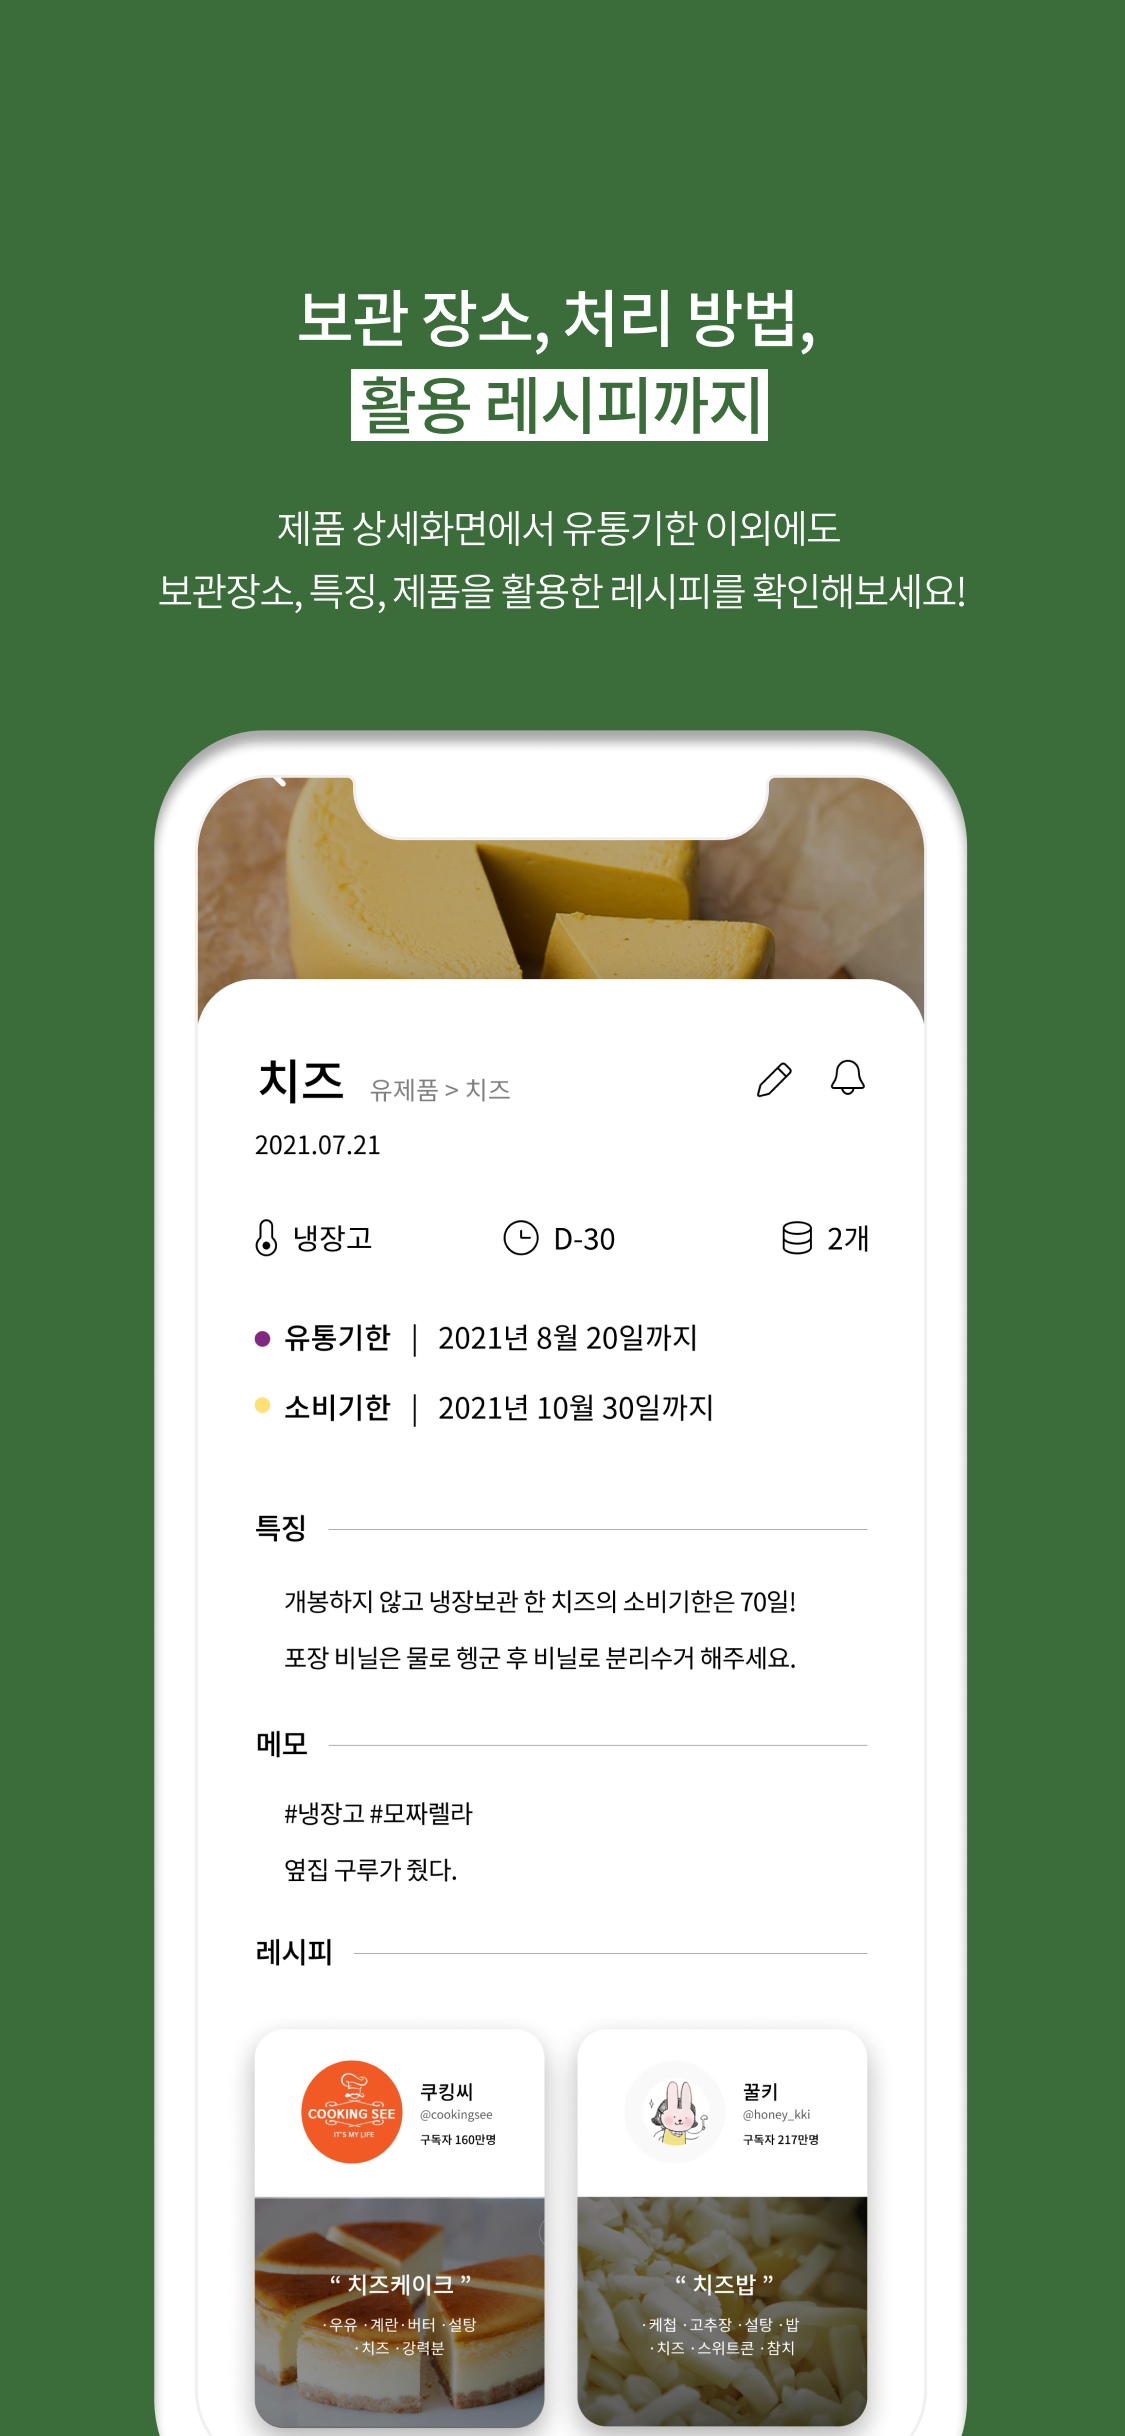 보관 장소, 처리 방법,
활용 레시피까지
제품 상세화면에서 유통기한 이외에도
보관장소, 특징, 제품을 활용한 레시피를 확인해보세요!
치즈 유제품 > 치즈
2021.07.21
냉장고 D-30 2개
유통기한 | 2021년 8월 20일까지
소비기한 | 2021년 10월 30일까지
특징
개봉하지 않고 냉장보관 한 치즈의 소비기한은 70일!
포장 비닐은 물로 헹군 후 비닐로 분리수거 해주세요.
메모
#냉장고 #모짜렐라
옆집 구루가 줬다.
레시피
COOKING SEE
IT'S MY LIFE
쿠킹씨
@cookingsee
구독자 160만명
“ 치즈케이크 ”
·우유 ·계란·버터 ·설탕
·치즈 ·강력분
꿀키
@honey_kki
구독자 217만명
“ 치즈밥 ”
·케첩 ·고추장 ·설탕 ·밥
·치즈 ·스위트콘 ·참치